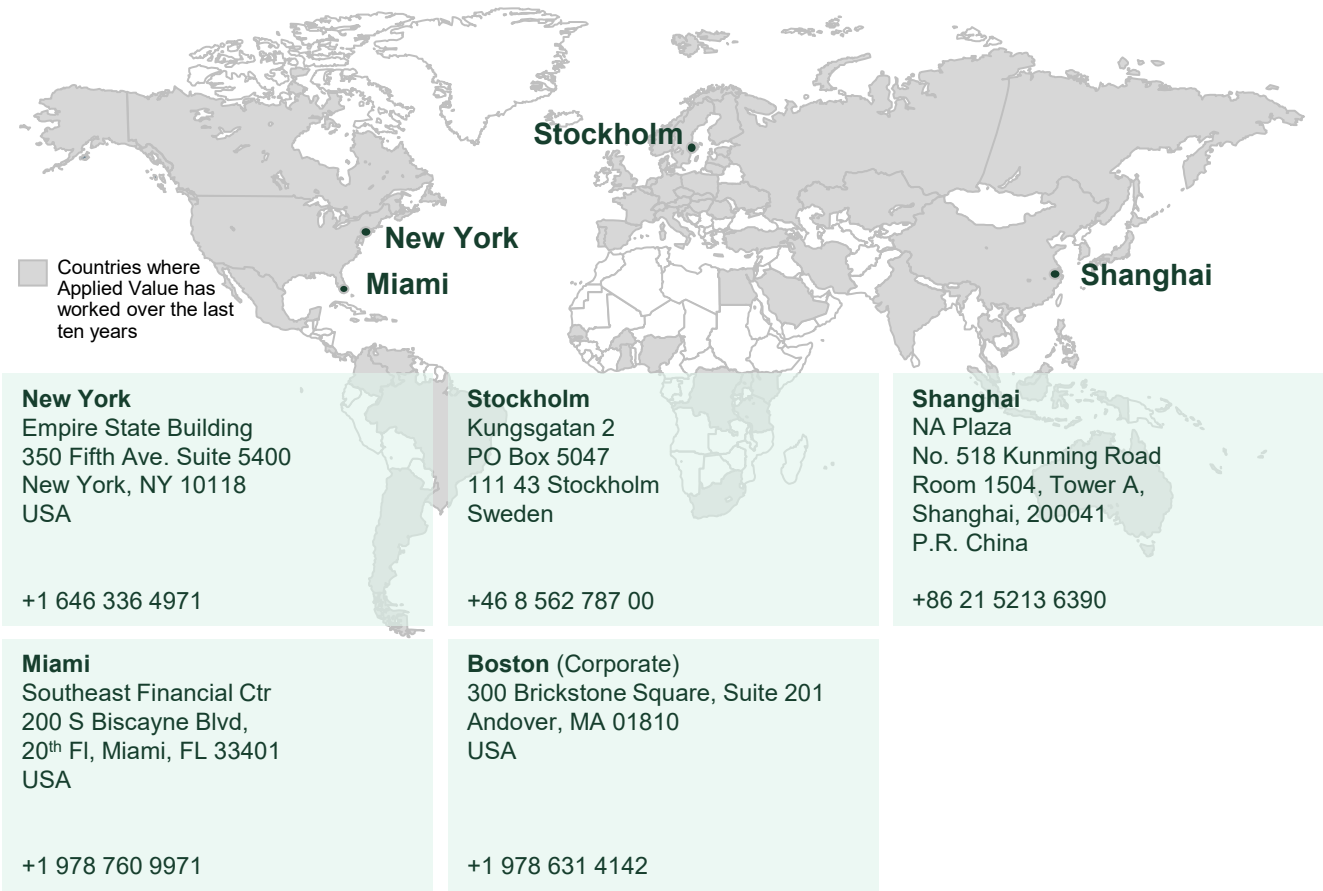 Stockholm
New York
Miami
Shanghai
Countries where
Applied Value has
worked over the last
ten years
New York
Empire State Building
350 Fifth Ave. Suite 5400
New York, NY 10118
USA
+1 646 336 4971
Stockholm
Kungsgatan 2
PO Box 5047
111 43 Stockholm
Sweden
+46 8 562 787 00
Shanghai
NA Plaza
No. 518 Kunming Road
Room 1504, Tower A,
Shanghai, 200041
P.R. China
+86 21 5213 6390
Miami
Southeast Financial Ctr
200 S Biscayne Blvd,
20th Fl, Miami, FL 33401
USA
+1 978 760 9971
Boston (Corporate)
300 Brickstone Square, Suite 201
Andover, MA 01810
USA
+1 978 631 4142